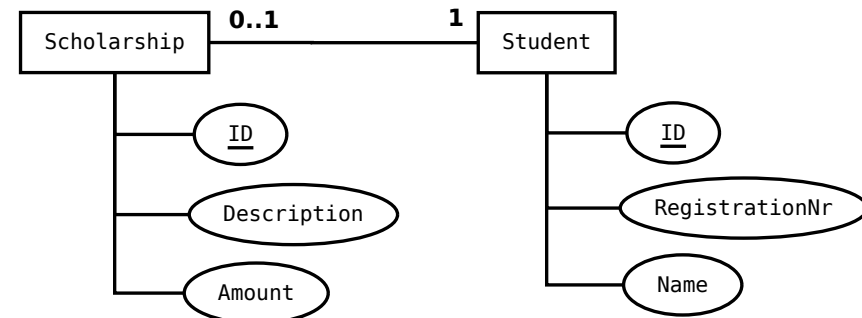 Scholarship
0..1
1
Student
ID
ID
Description
RegistrationNr
Amount
Name